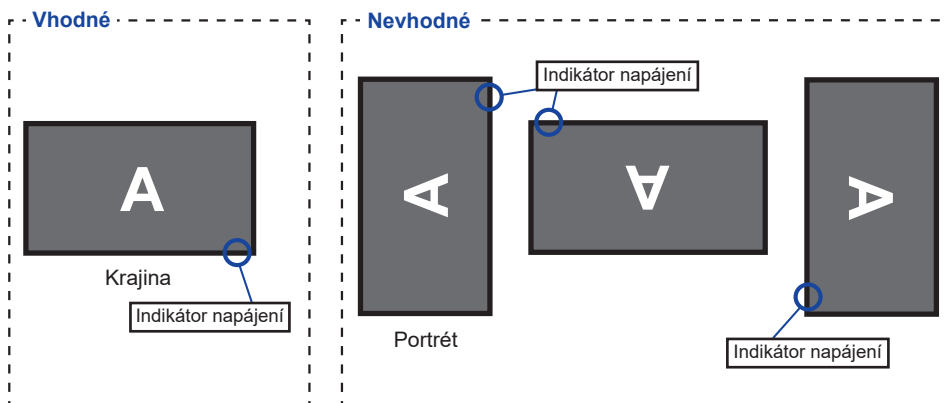 Vhodné
A
Krajina
Indikátor napájení
Nevhodné
Indikátor napájení
A
A
A
Portrét
Indikátor napájení